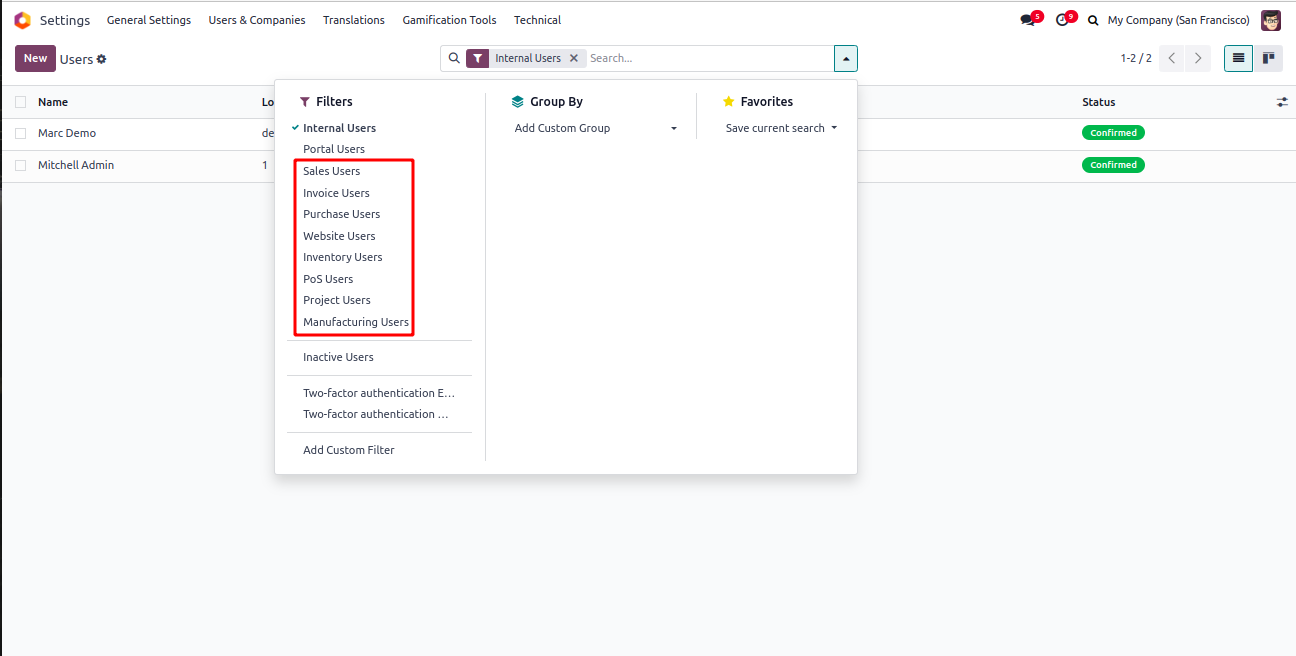 Settings General Settings Users & Companies Translations Gamification Tools Technical 5 9 My Company (San Francisco)
New Users Internal Users Search... 1-2 / 2
Name Lo Status
Marc Demo de Confirmed
Mitchell Admin 1 Confirmed
Filters
Internal Users
Portal Users
Sales Users
Invoice Users
Purchase Users
Website Users
Inventory Users
PoS Users
Project Users
Manufacturing Users
Inactive Users
Two-factor authentication E...
Two-factor authentication ...
Add Custom Filter
Group By
Add Custom Group
Favorites
Save current search